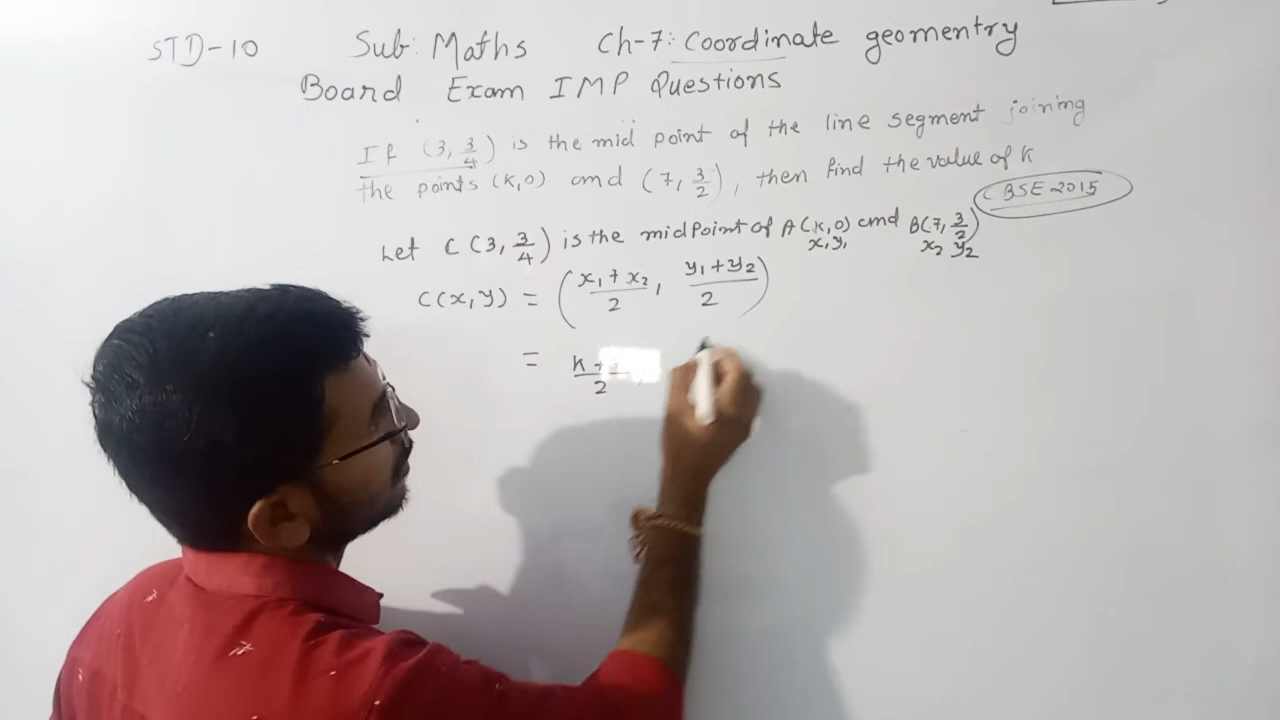 STD-10 Sub: Maths Ch-7: Coordinate geomentry
Board Exam IMP Questions
If (3, 3/4) is the mid point of the line segment joining
the points (K,0) and (7, 3/2), then find the value of K
CBSE 2015
Let C (3, 3/4) is the midpoint of A (K,0) and B(7, 3/2)
x₁ y₁ x₂ y₂
C(x,y) = (x₁+x₂/2, y₁+y₂/2)
= K+ /2 ,